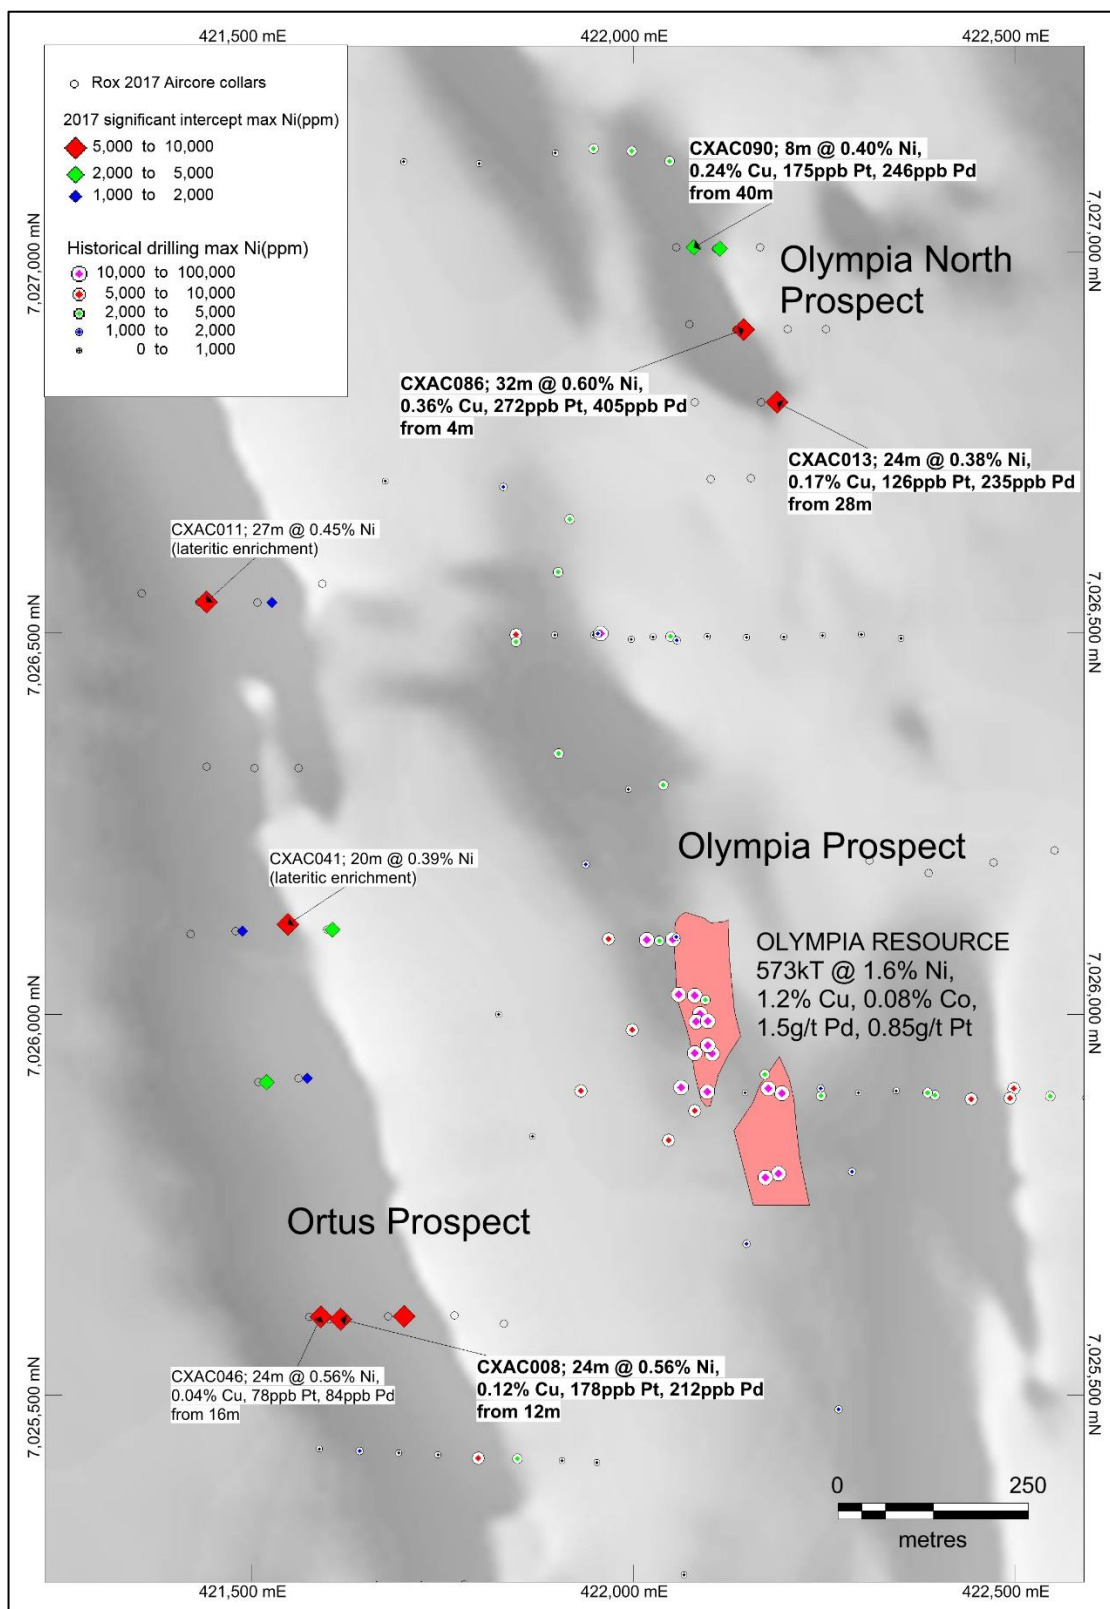 421,500 mE
422,000 mE
422,500 mE
Rox 2017 Aircore collars
2017 significant intercept max Ni(ppm)
5,000 to 10,000
2,000 to 5,000
1,000 to 2,000
Historical drilling max Ni(ppm)
10,000 to 100,000
5,000 to 10,000
2,000 to 5,000
1,000 to 2,000
0 to 1,000
7,027,000 mN
7,027,000 mN
CXAC090; 8m @ 0.40% Ni,
0.24% Cu, 175ppb Pt, 246ppb Pd
from 40m
Olympia North
Prospect
CXAC086; 32m @ 0.60% Ni,
0.36% Cu, 272ppb Pt, 405ppb Pd
from 4m
CXAC013; 24m @ 0.38% Ni,
0.17% Cu, 126ppb Pt, 235ppb Pd
from 28m
CXAC011; 27m @ 0.45% Ni
(lateritic enrichment)
7,026,500 mN
7,026,500 mN
CXAC041; 20m @ 0.39% Ni
(lateritic enrichment)
Olympia Prospect
OLYMPIA RESOURCE
573kT @ 1.6% Ni,
1.2% Cu, 0.08% Co,
1.5g/t Pd, 0.85g/t Pt
7,026,000 mN
7,026,000 mN
Ortus Prospect
CXAC046; 24m @ 0.56% Ni,
0.04% Cu, 78ppb Pt, 84ppb Pd
from 16m
CXAC008; 24m @ 0.56% Ni,
0.12% Cu, 178ppb Pt, 212ppb Pd
from 12m
7,025,500 mN
7,025,500 mN
0 250
metres
421,500 mE
422,000 mE
422,500 mE